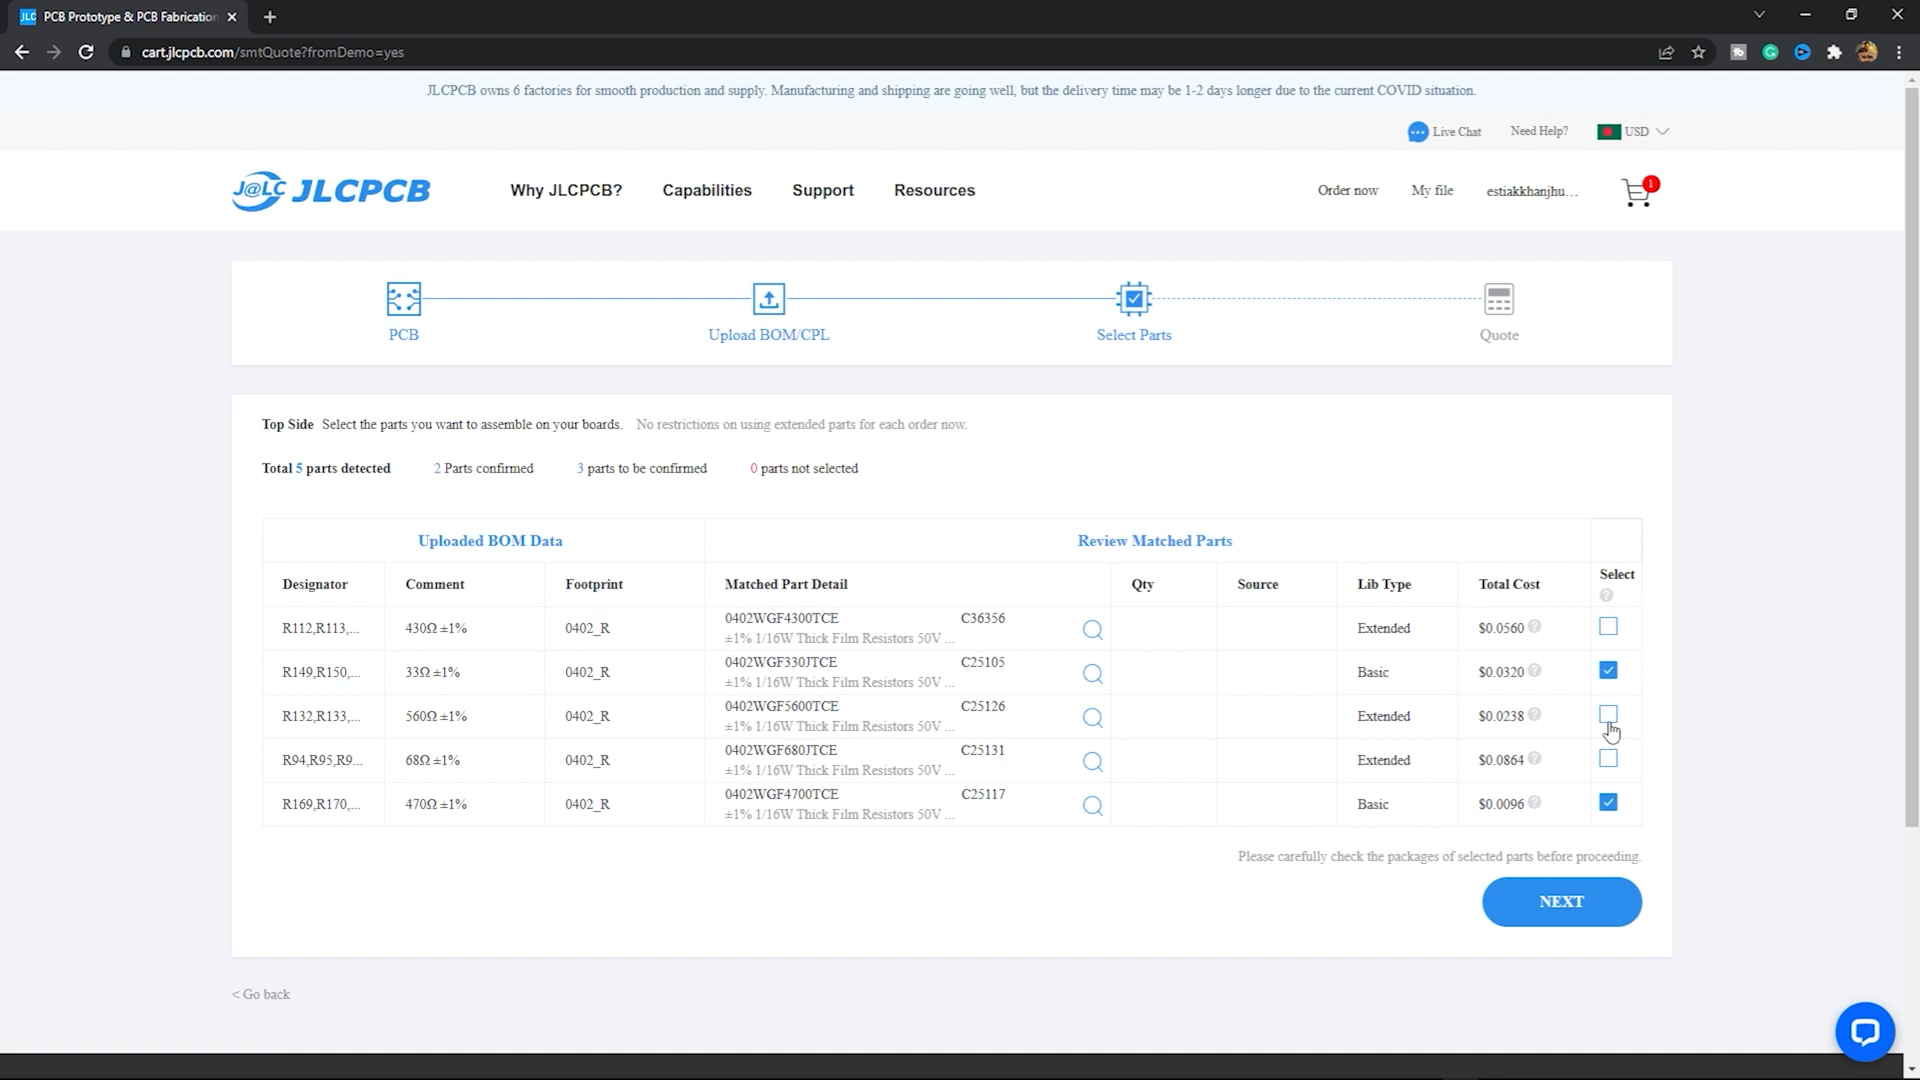 JLC PCB Prototype & PCB Fabrication
cart.jlcpcb.com/smtQuote?fromDemo=yes
JLCPCB owns 6 factories for smooth production and supply. Manufacturing and shipping are going well, but the delivery time may be 1-2 days longer due to the current COVID situation.
Live Chat Need Help? USD
J@LC JLCPCB Why JLCPCB? Capabilities Support Resources Order now My file estiakkhanjhu... 1
PCB Upload BOM/CPL Select Parts Quote
Top Side Select the parts you want to assemble on your boards. No restrictions on using extended parts for each order now.
Total 5 parts detected 2 Parts confirmed 3 parts to be confirmed 0 parts not selected
Uploaded BOM Data Review Matched Parts
Designator Comment Footprint Matched Part Detail Qty Source Lib Type Total Cost Select ?
R112,R113,... 430Ω ±1% 0402_R 0402WGF4300TCE C36356 Extended $0.0560 ?
±1% 1/16W Thick Film Resistors 50V ...
R149,R150,... 33Ω ±1% 0402_R 0402WGF330JTCE C25105 Basic $0.0320 ?
±1% 1/16W Thick Film Resistors 50V ...
R132,R133,... 560Ω ±1% 0402_R 0402WGF5600TCE C25126 Extended $0.0238 ?
±1% 1/16W Thick Film Resistors 50V ...
R94,R95,R9... 68Ω ±1% 0402_R 0402WGF680JTCE C25131 Extended $0.0864 ?
±1% 1/16W Thick Film Resistors 50V ...
R169,R170,... 470Ω ±1% 0402_R 0402WGF4700TCE C25117 Basic $0.0096 ?
±1% 1/16W Thick Film Resistors 50V ...
Please carefully check the packages of selected parts before proceeding.
NEXT
< Go back